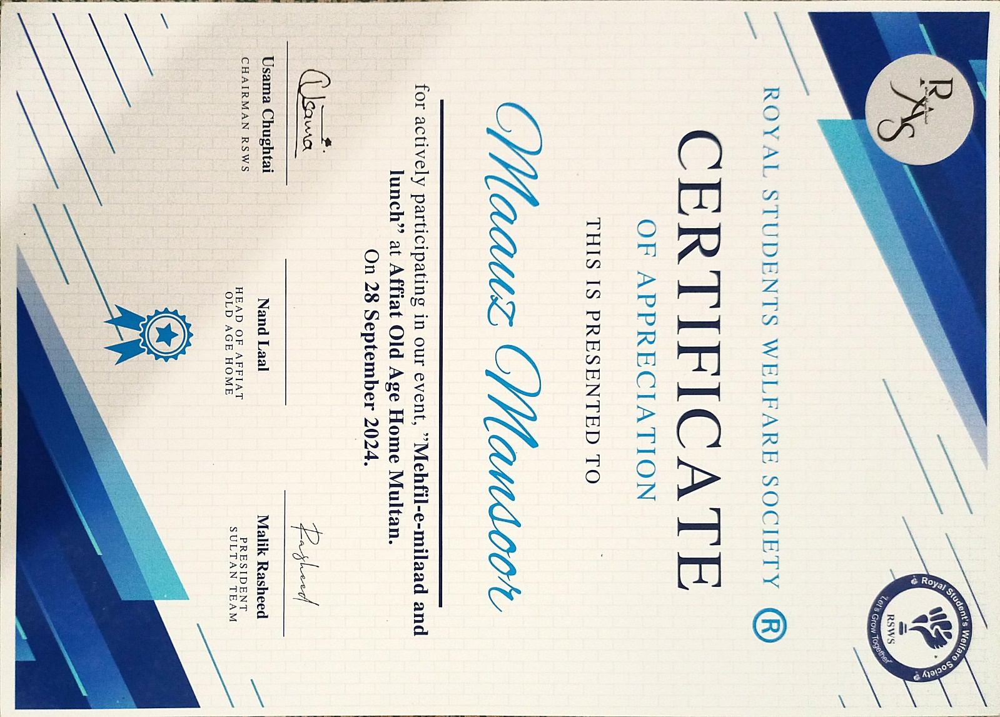 ROYAL STUDENTS WELFARE SOCIETY ®
CERTIFICATE
OF APPRECIATION
THIS IS PRESENTED TO
Maauz Mansoor
for actively participating in our event, ”Mehfil-e-milaad and
lunch” at Affiat Old Age Home Multan.
On 28 September 2024.
Usama
Usama Chughtai
CHAIRMAN RSWS
Nand Laal
HEAD OF AFFIAT
OLD AGE HOME
Rasheed
Malik Rasheed
PRESIDENT
SULTAN TEAM
RAS
Royal Student's Welfare Society
RSWS
"Let's Grow Together"